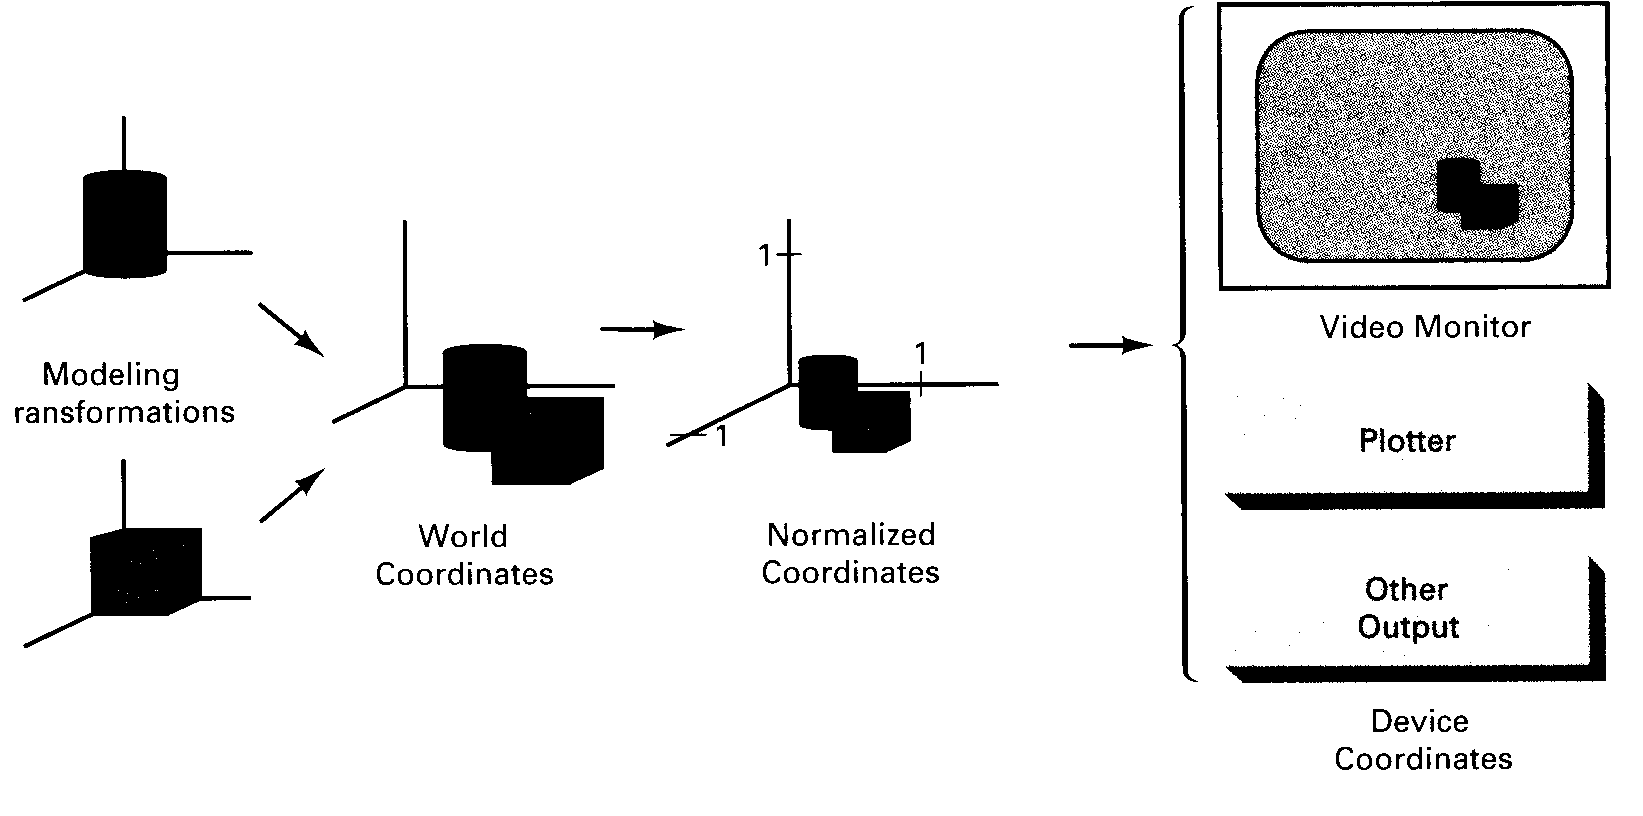 Modeling
ransformations
World
Coordinates
1
1
1
Normalized
Coordinates
Video Monitor
Plotter
Other
Output
Device
Coordinates